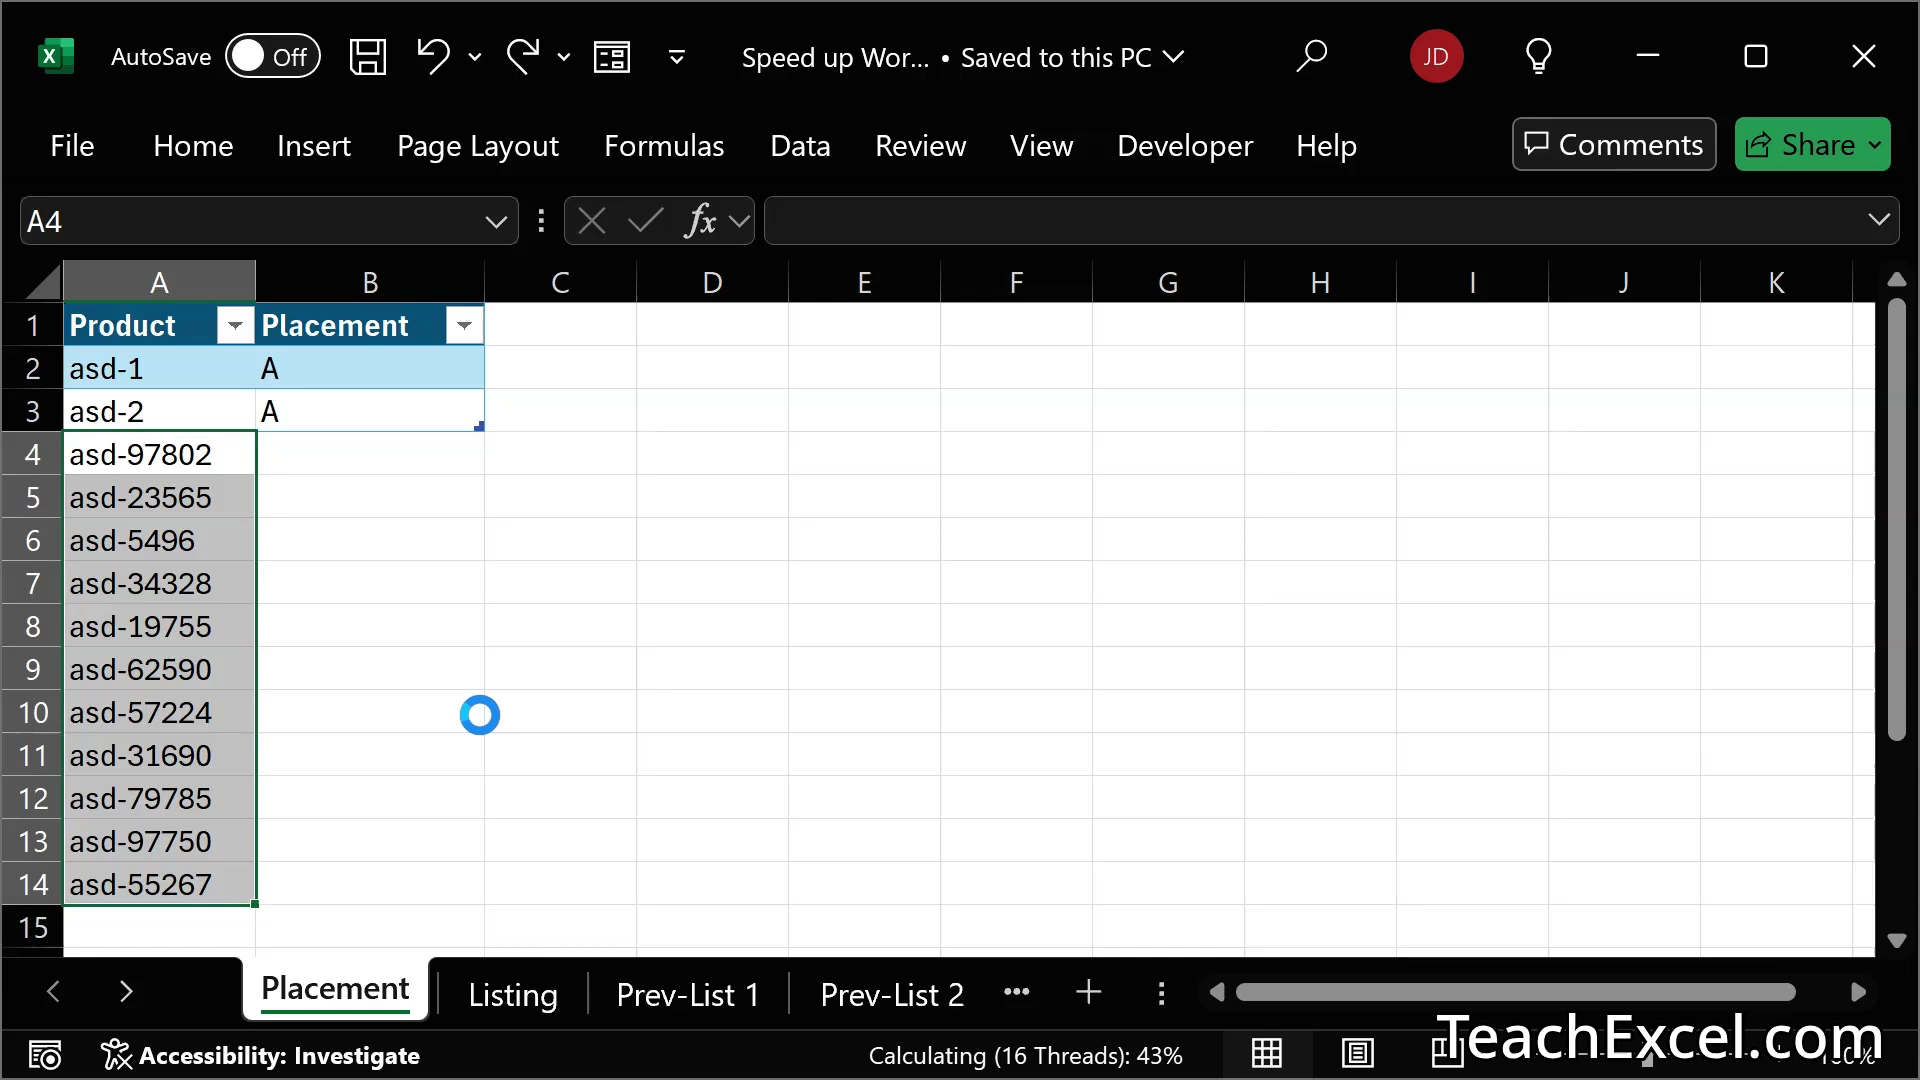 AutoSave Off Speed up Wor... • Saved to this PC JD
File Home Insert Page Layout Formulas Data Review View Developer Help Comments Share
A4 fx
A B C D E F G H I J K
1 Product Placement
2 asd-1 A
3 asd-2 A
4 asd-97802
5 asd-23565
6 asd-5496
7 asd-34328
8 asd-19755
9 asd-62590
10 asd-57224
11 asd-31690
12 asd-79785
13 asd-97750
14 asd-55267
15
Placement Listing Prev-List 1 Prev-List 2 •••
Accessibility: Investigate Calculating (16 Threads): 43%
TeachExcel.com